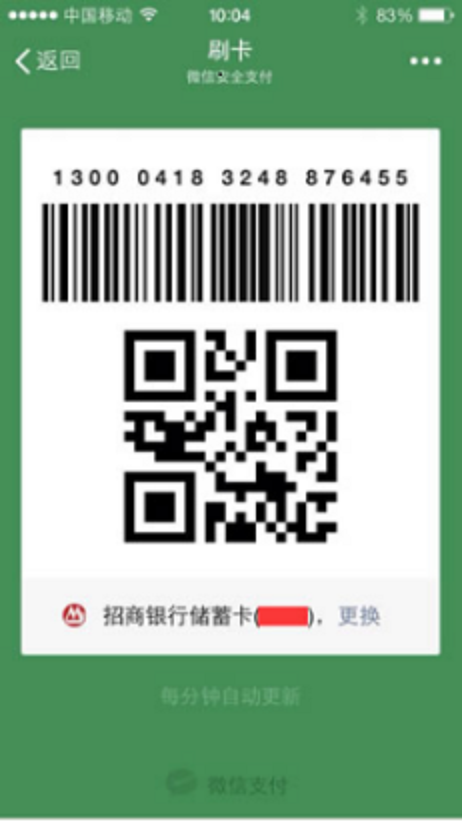 中国移动 10:04 83%
返回 刷卡
微信安全支付
1300 0418 3248 876455
招商银行储蓄卡( ), 更换
每分钟自动更新
微信支付